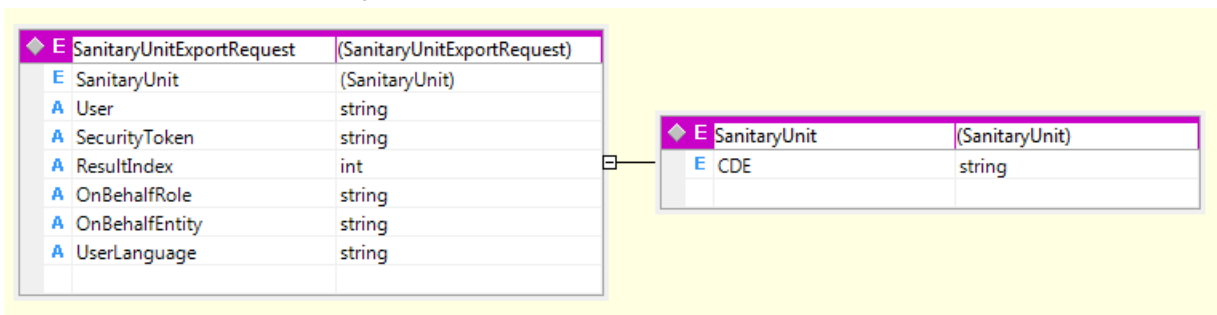 E SanitaryUnitExportRequest (SanitaryUnitExportRequest)
E SanitaryUnit (SanitaryUnit)
A User string
A SecurityToken string
A ResultIndex int
A OnBehalfRole string
A OnBehalfEntity string
A UserLanguage string
E SanitaryUnit (SanitaryUnit)
E CDE string